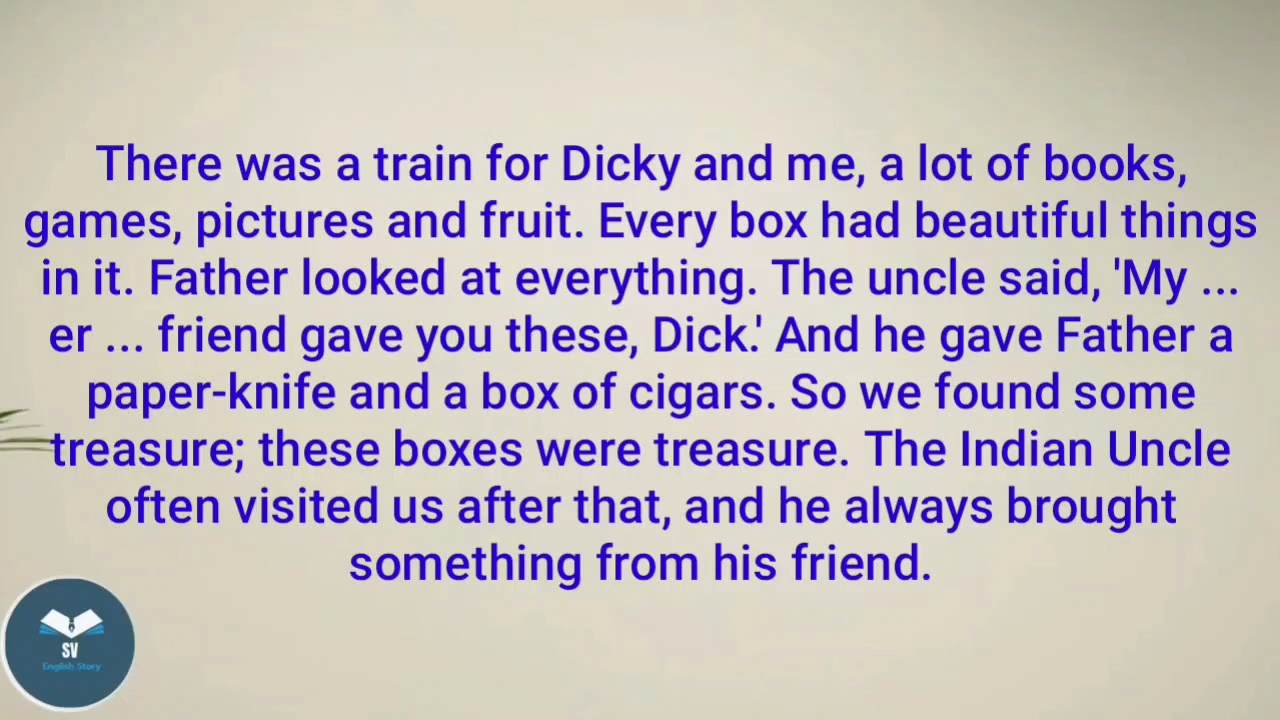 There was a train for Dicky and me, a lot of books,
games, pictures and fruit. Every box had beautiful things
in it. Father looked at everything. The uncle said, 'My ...
er ... friend gave you these, Dick.' And he gave Father a
paper-knife and a box of cigars. So we found some
treasure; these boxes were treasure. The Indian Uncle
often visited us after that, and he always brought
something from his friend.
SV
English Story